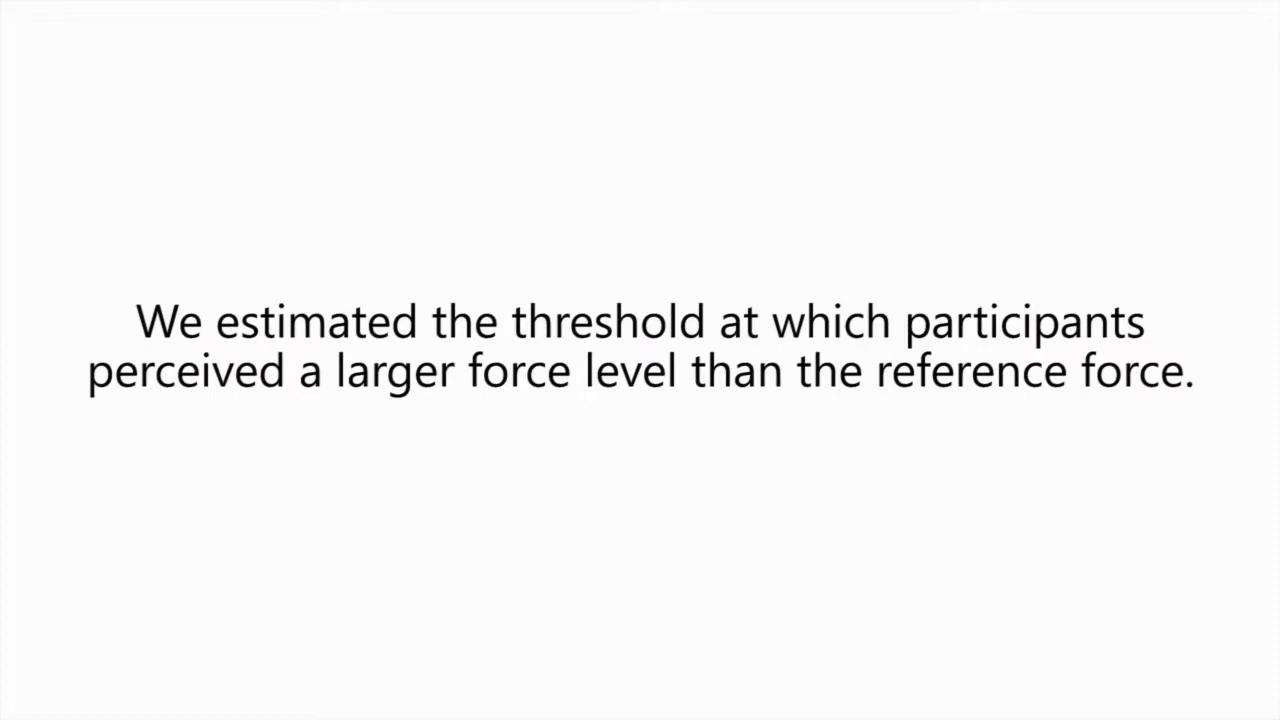 We estimated the threshold at which participants
perceived a larger force level than the reference force.